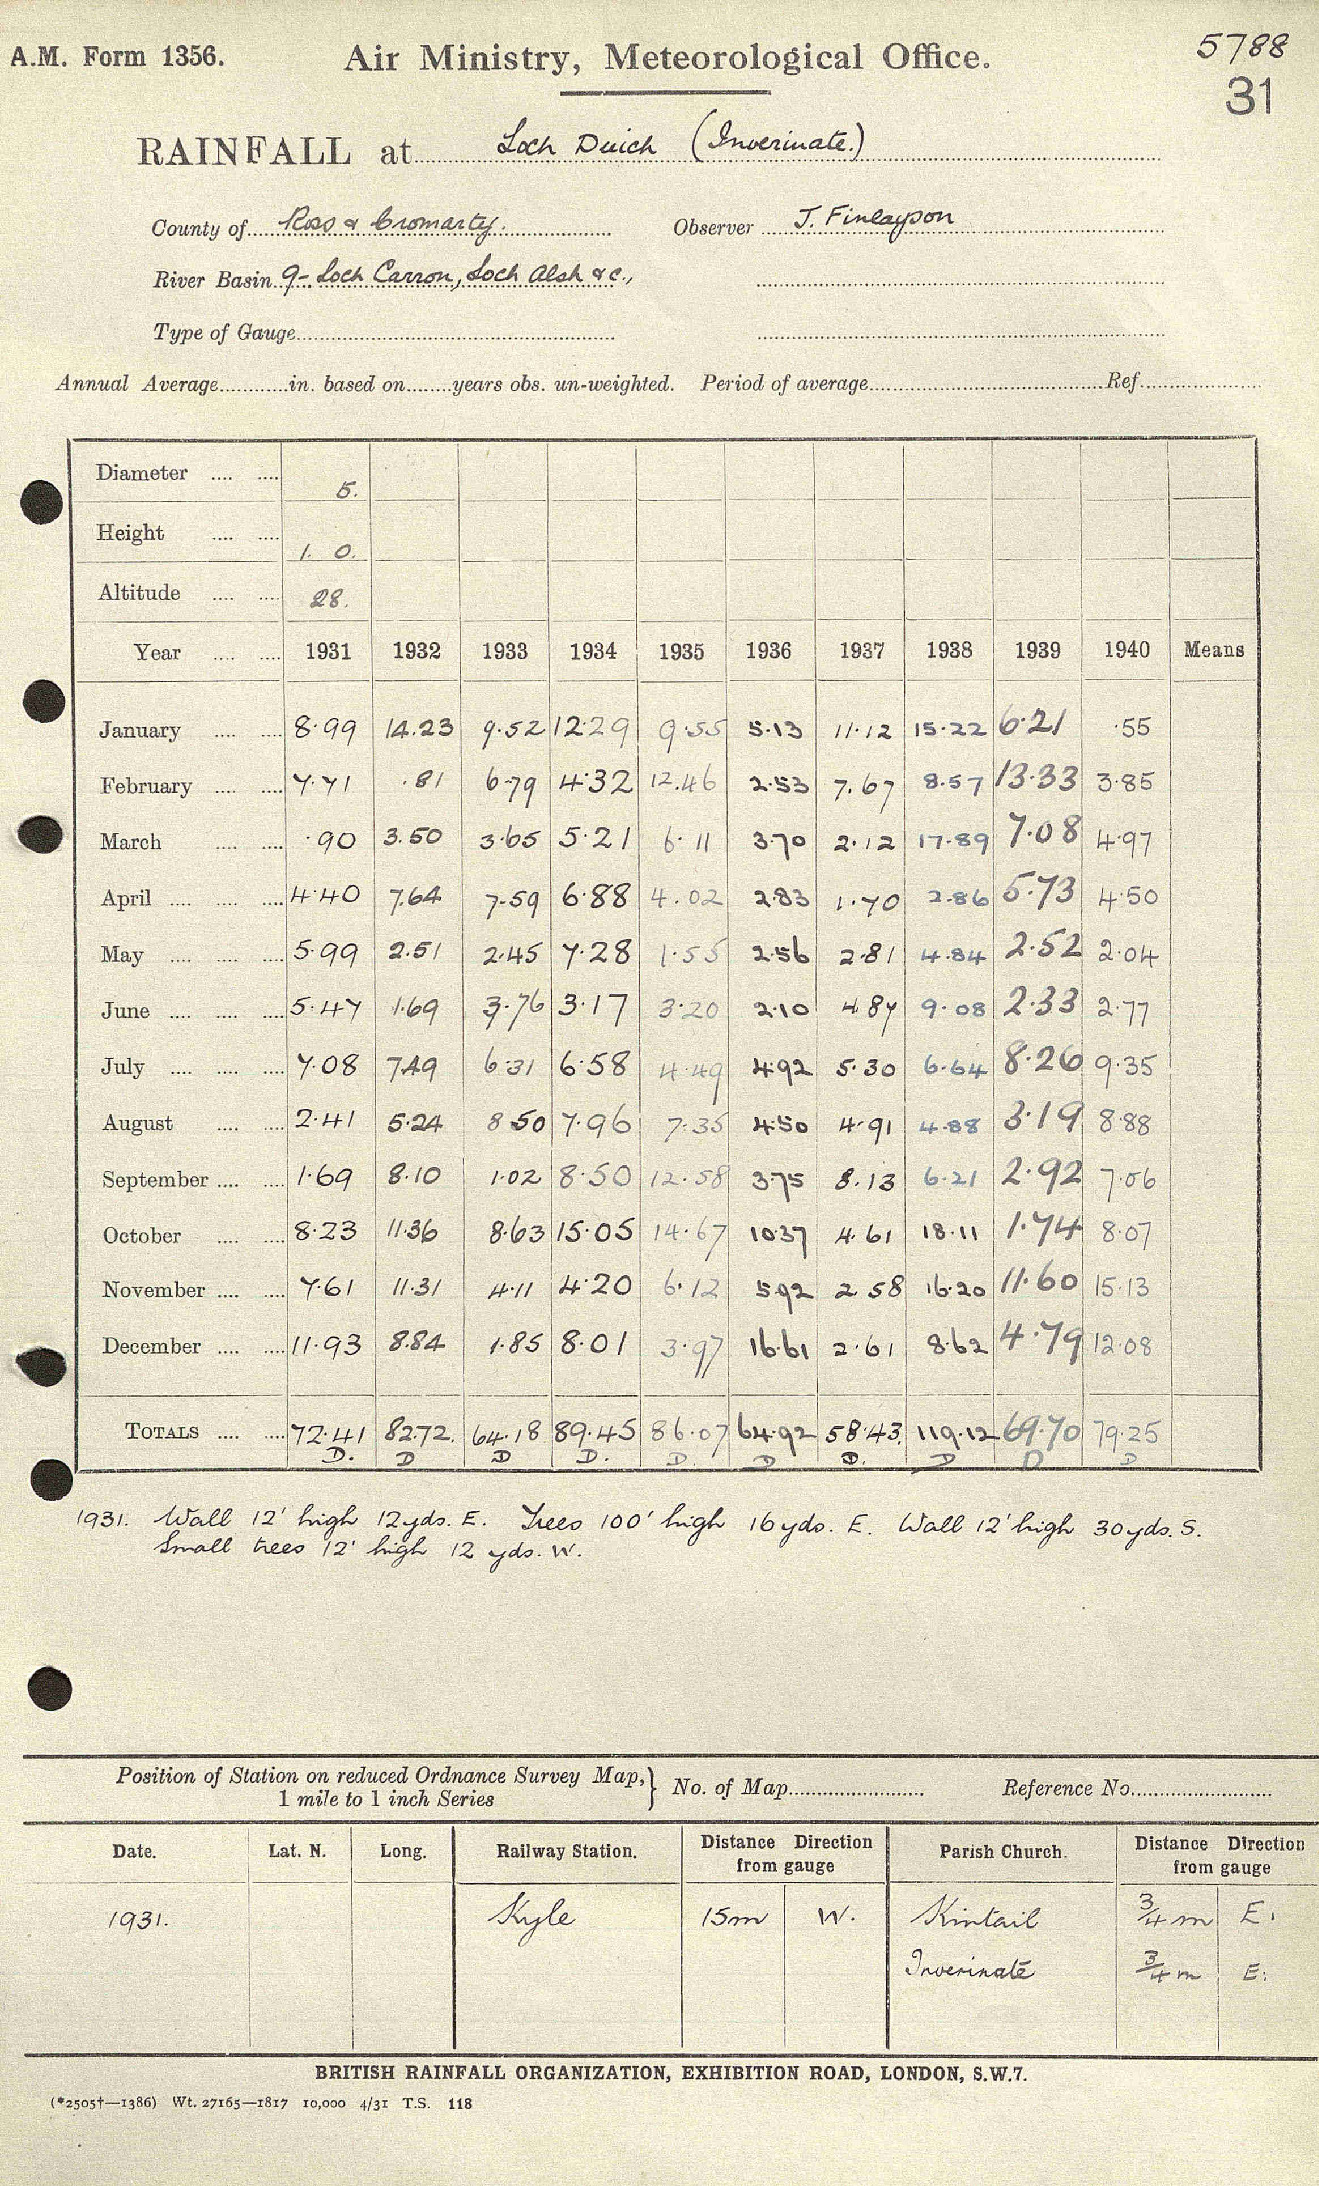 A.M. Form 1356.
Air Ministry, Meteorological Office.
5788
31
RAINFALL at Loch Duich (Inverinate.)
County of Ross & Cromarty. Observer J. Finlayson
River Basin 9- Loch Carron, Loch Alsh &c.,
Type of Gauge
Annual Average in. based on years obs. un-weighted. Period of average Ref
Diameter 5.
Height 1. 0.
Altitude 28.
Year 1931 1932 1933 1934 1935 1936 1937 1938 1939 1940 Means
January 8.99 14.23 9.52 12.29 9.55 5.13 11.12 15.22 6.21 .55
February 7.71 .81 6.79 4.32 12.46 2.53 7.67 8.57 13.33 3.85
March .90 3.50 3.65 5.21 6.11 3.70 2.12 17.89 7.08 4.97
April 4.40 7.64 7.59 6.88 4.02 2.83 1.70 2.86 5.73 4.50
May 5.99 2.51 2.45 7.28 1.55 2.56 2.81 4.84 2.52 2.04
June 5.47 1.69 3.76 3.17 3.20 2.10 4.87 9.08 2.33 2.77
July 7.08 7.49 6.31 6.58 4.49 4.92 5.30 6.64 8.26 9.35
August 2.41 5.24 8.50 7.96 7.35 4.50 4.91 4.88 3.19 8.88
September 1.69 8.10 1.02 8.50 12.58 3.75 8.13 6.21 2.92 7.06
October 8.23 11.36 8.63 15.05 14.67 10.37 4.61 18.11 1.74 8.07
November 7.61 11.31 4.11 4.20 6.12 5.92 2.58 16.20 11.60 15.13
December 11.93 8.84 1.85 8.01 3.97 16.61 2.61 8.62 4.79 12.08
TOTALS 72.41 82.72. 64.18 89.45 86.07 64.92 58.43. 119.12 69.70 79.25
D. D D D. D. D D. D D D
1931. Wall 12' high 12yds. E. Trees 100' high 16yds. E. Wall 12' high 30yds. S.
Small trees 12' high 12 yds. W.
Position of Station on reduced Ordnance Survey Map,} No. of Map Reference No.
1 mile to 1 inch Series
Date. Lat. N. Long. Railway Station. Distance Direction from gauge Parish Church. Distance Direction from gauge
1931. Kyle 15m W. Kintail 3/4 m E.
Inverinate 3/4 m E.
BRITISH RAINFALL ORGANIZATION, EXHIBITION ROAD, LONDON, S.W.7.
(*2505†—1386) Wt. 27165—1817 10,000 4/31 T.S. 118